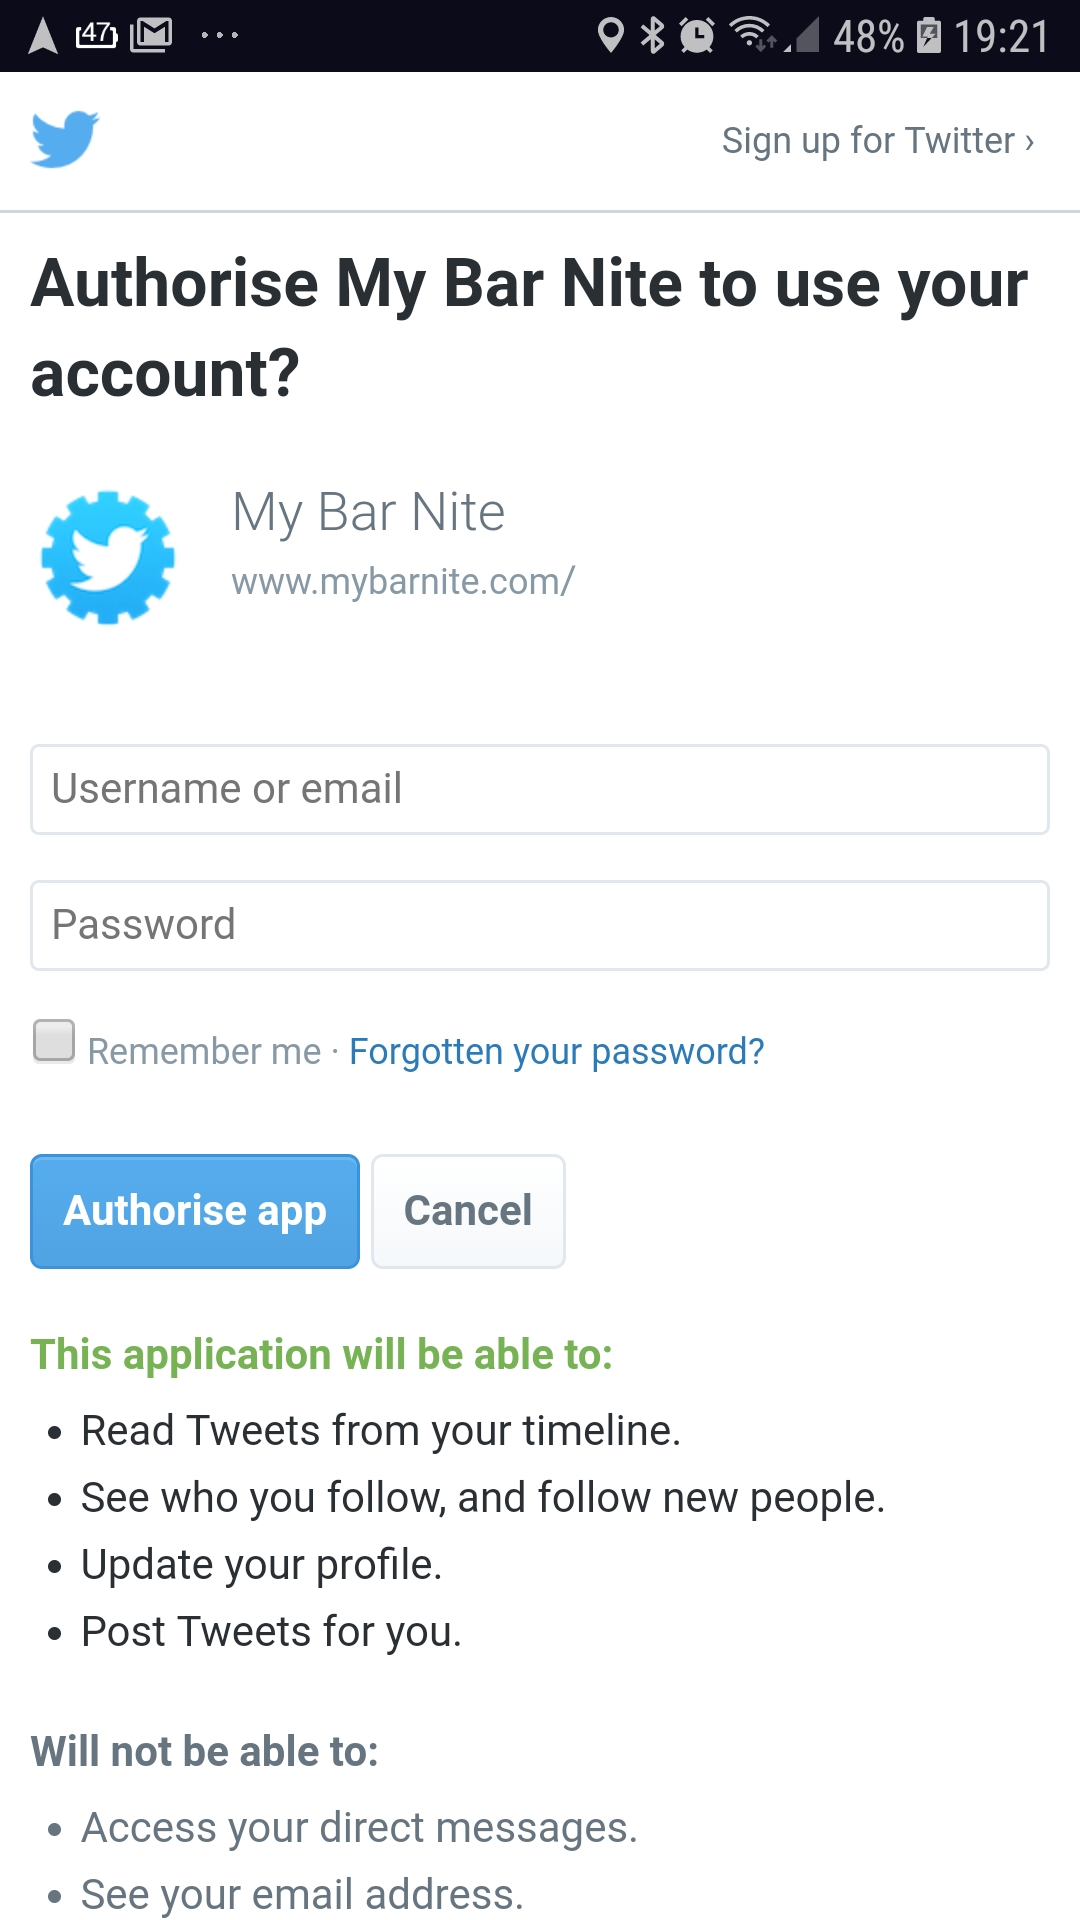 47 48% 19:21
Sign up for Twitter ›
Authorise My Bar Nite to use your
account?
My Bar Nite
www.mybarnite.com/
Username or email
Password
Remember me · Forgotten your password?
Authorise app Cancel
This application will be able to:
• Read Tweets from your timeline.
• See who you follow, and follow new people.
• Update your profile.
• Post Tweets for you.
Will not be able to:
• Access your direct messages.
• See your email address.